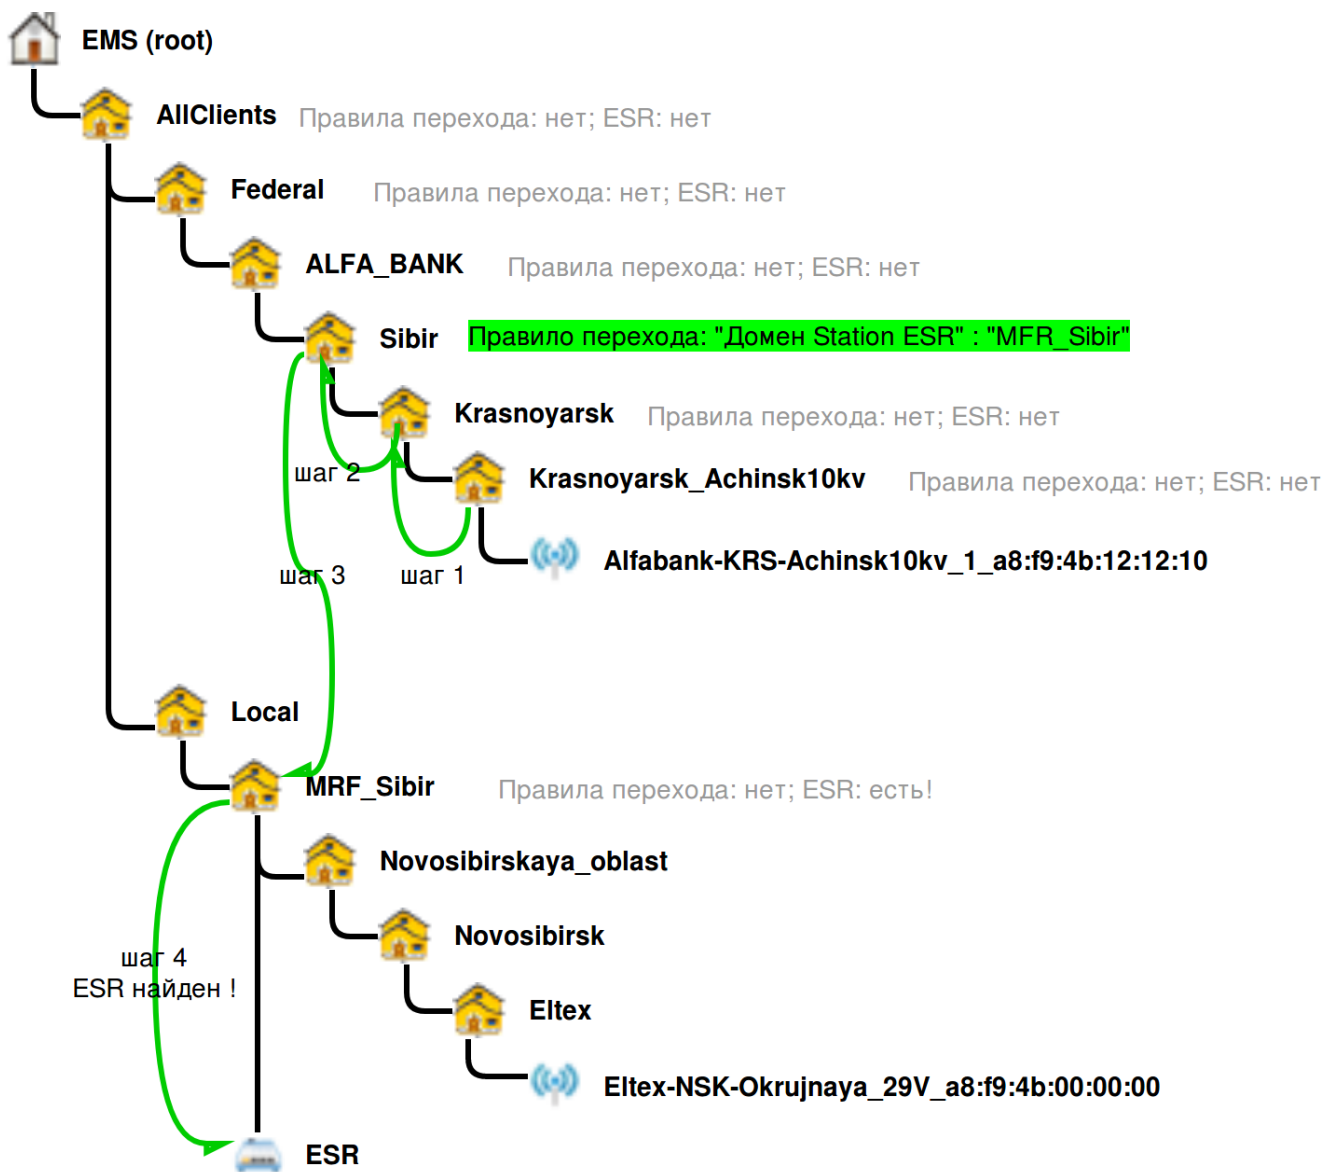 EMS (root)
AllClients Правила перехода: нет; ESR: нет
Federal Правила перехода: нет; ESR: нет
ALFA_BANK Правила перехода: нет; ESR: нет
Sibir Правило перехода: "Домен Station ESR" : "MFR_Sibir"
Krasnoyarsk Правила перехода: нет; ESR: нет
шаг 2
Krasnoyarsk_Achinsk10kv Правила перехода: нет; ESR: нет
Alfabank-KRS-Achinsk10kv_1_a8:f9:4b:12:12:10
шаг 3
шаг 1
Local
MRF_Sibir Правила перехода: нет; ESR: есть!
Novosibirskaya_oblast
Novosibirsk
шаг 4
ESR найден !
Eltex
Eltex-NSK-Okrujnaya_29V_a8:f9:4b:00:00:00
ESR